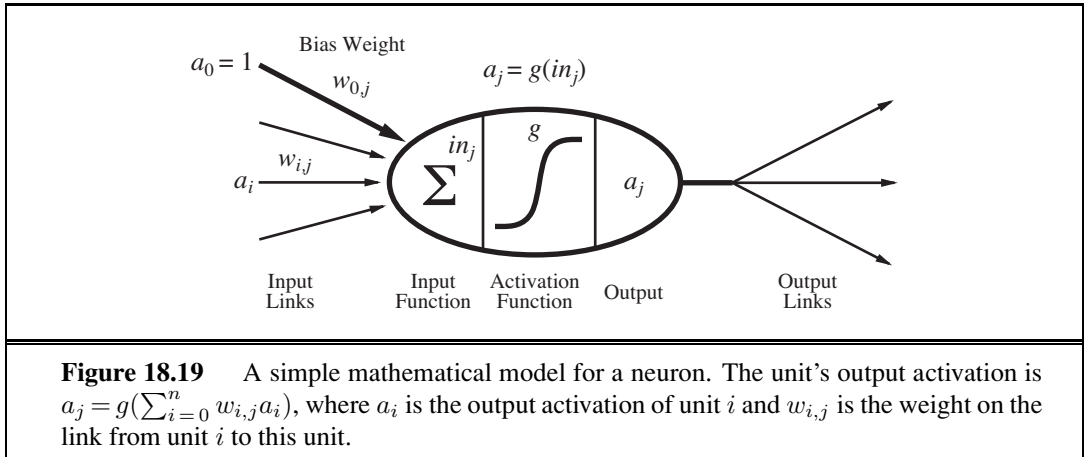 Bias Weight
a₀ = 1
w₀,ⱼ
aⱼ = g(inⱼ)
inⱼ
g
wᵢ,ⱼ
aᵢ
Σ
aⱼ
Input Links
Input Function
Activation Function
Output
Output Links
Figure 18.19 A simple mathematical model for a neuron. The unit’s output activation is
aⱼ = g(∑ⁿᵢ₌₀ wᵢ,ⱼaᵢ), where aᵢ is the output activation of unit i and wᵢ,ⱼ is the weight on the
link from unit i to this unit.